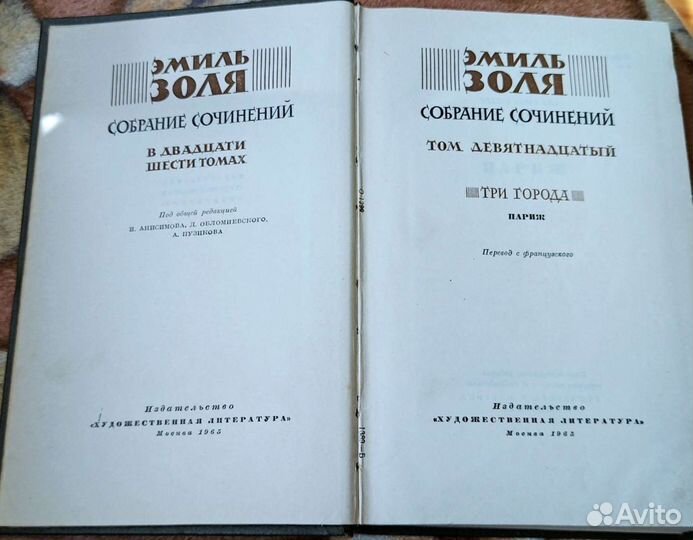 ЭМИЛЬ
ЗОЛЯ
СОБРАНИЕ СОЧИНЕНИЙ
В ДВАДЦАТИ
ШЕСТИ ТОМАХ
Под общей редакцией
И. АНИСИМОВА, Д. ОБЛОМИЕВСКОГО,
А. ПУЗИКОВА
Издательство
«ХУДОЖЕСТВЕННАЯ ЛИТЕРАТУРА»
Москва 1965
ЭМИЛЬ
ЗОЛЯ
СОБРАНИЕ СОЧИНЕНИЙ
ТОМ ДЕВЯТНАДЦАТЫЙ
ТРИ ГОРОДА
ПАРИЖ
Перевод с французского
Издательство
«ХУДОЖЕСТВЕННАЯ ЛИТЕРАТУРА»
Москва 1965
Avito